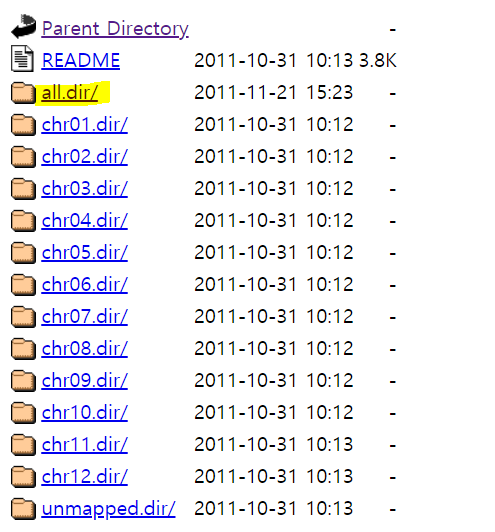 Parent Directory -
README 2011-10-31 10:13 3.8K
all.dir/ 2011-11-21 15:23 -
chr01.dir/ 2011-10-31 10:12 -
chr02.dir/ 2011-10-31 10:12 -
chr03.dir/ 2011-10-31 10:12 -
chr04.dir/ 2011-10-31 10:12 -
chr05.dir/ 2011-10-31 10:12 -
chr06.dir/ 2011-10-31 10:12 -
chr07.dir/ 2011-10-31 10:12 -
chr08.dir/ 2011-10-31 10:12 -
chr09.dir/ 2011-10-31 10:12 -
chr10.dir/ 2011-10-31 10:12 -
chr11.dir/ 2011-10-31 10:13 -
chr12.dir/ 2011-10-31 10:13 -
unmapped.dir/ 2011-10-31 10:13 -